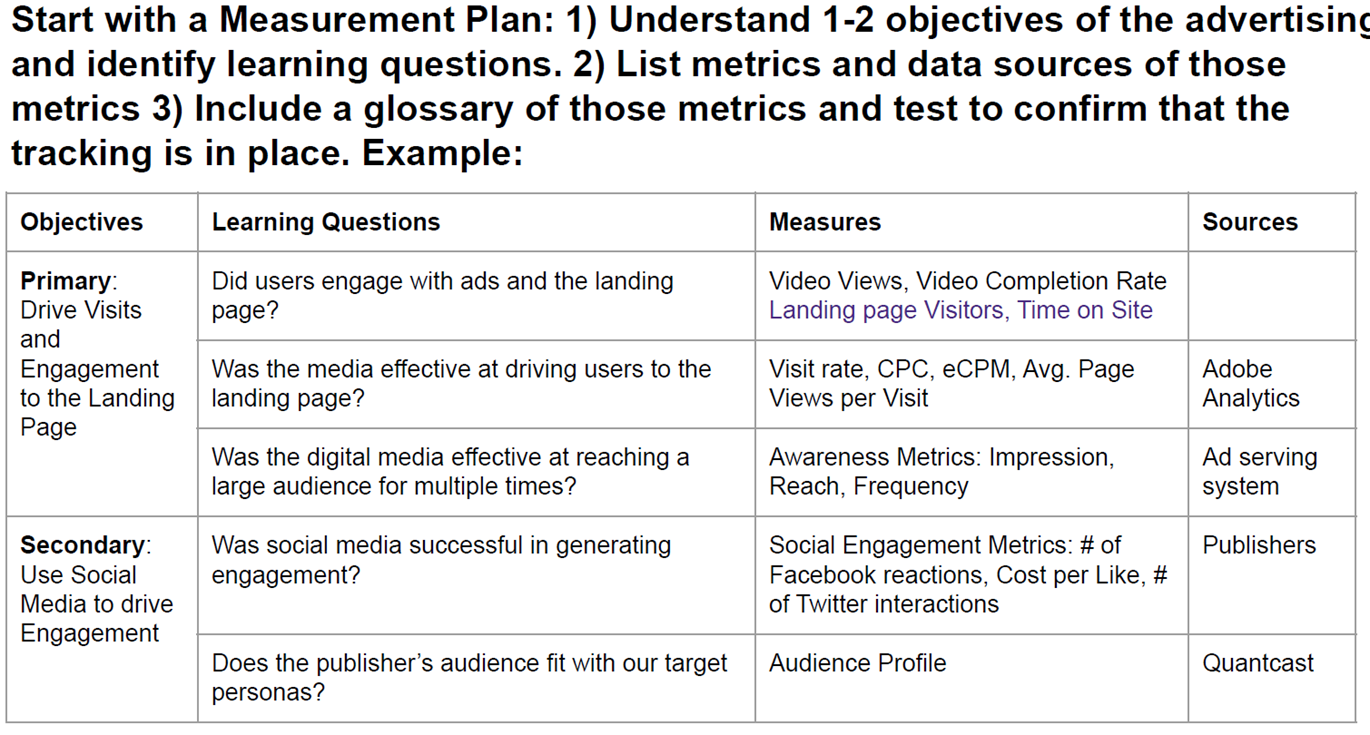 Start with a Measurement Plan: 1) Understand 1-2 objectives of the advertising
and identify learning questions. 2) List metrics and data sources of those
metrics 3) Include a glossary of those metrics and test to confirm that the
tracking is in place. Example:
Objectives
Learning Questions
Measures
Sources
Primary:
Drive Visits
and
Engagement
to the Landing
Page
Did users engage with ads and the landing
page?
Video Views, Video Completion Rate
Landing page Visitors, Time on Site
Was the media effective at driving users to the
landing page?
Visit rate, CPC, eCPM, Avg. Page
Views per Visit
Adobe
Analytics
Was the digital media effective at reaching a
large audience for multiple times?
Awareness Metrics: Impression,
Reach, Frequency
Ad serving
system
Secondary:
Use Social
Media to drive
Engagement
Was social media successful in generating
engagement?
Social Engagement Metrics: # of
Facebook reactions, Cost per Like, #
of Twitter interactions
Publishers
Does the publisher’s audience fit with our target
personas?
Audience Profile
Quantcast